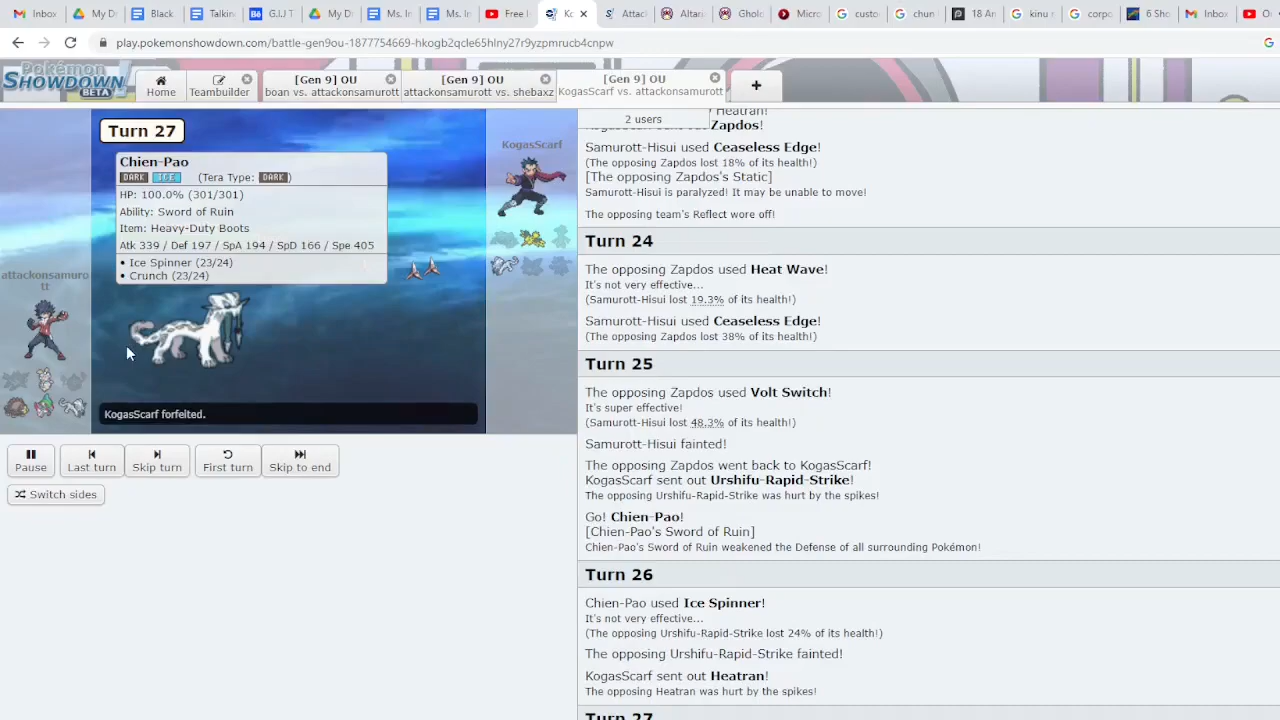 Inbox
My Dr
Black
Talkin
G.I.J T
My D
Ms. In
Ms. In
Free I
Kc
Attacl
Altari
Ghol
Micro
custo
chun
18 An
kinu r
corpo
6 Sho
Inbox
play.pokemonshowdown.com/battle-gen9ou-1877754669-hkogb2qcle65hlny27r9yzpmrucb4cnpw
Pokémon
SHOWDOWN!
BETA
Home
Teambuilder
[Gen 9] OU
boan vs. attackonsamurott
[Gen 9] OU
attackonsamurott vs. shebaxz
[Gen 9] OU
KogasScarf vs. attackonsamurott
+
2 users
Turn 27
Chien-Pao
DARK ICE (Tera Type: DARK)
HP: 100.0% (301/301)
Ability: Sword of Ruin
Item: Heavy-Duty Boots
Atk 339 / Def 197 / SpA 194 / SpD 166 / Spe 405
• Ice Spinner (23/24)
• Crunch (23/24)
KogasScarf
attackonsamuro
tt
KogasScarf forfeited.
Pause
Last turn
Skip turn
First turn
Skip to end
Switch sides
Heatran!
Zapdos!
Samurott-Hisui used Ceaseless Edge!
(The opposing Zapdos lost 18% of its health!)
[The opposing Zapdos's Static]
Samurott-Hisui is paralyzed! It may be unable to move!
The opposing team's Reflect wore off!
Turn 24
The opposing Zapdos used Heat Wave!
It's not very effective...
(Samurott-Hisui lost 19.3% of its health!)
Samurott-Hisui used Ceaseless Edge!
(The opposing Zapdos lost 38% of its health!)
Turn 25
The opposing Zapdos used Volt Switch!
It's super effective!
(Samurott-Hisui lost 48.3% of its health!)
Samurott-Hisui fainted!
The opposing Zapdos went back to KogasScarf!
KogasScarf sent out Urshifu-Rapid-Strike!
The opposing Urshifu-Rapid-Strike was hurt by the spikes!
Go! Chien-Pao!
[Chien-Pao's Sword of Ruin]
Chien-Pao's Sword of Ruin weakened the Defense of all surrounding Pokémon!
Turn 26
Chien-Pao used Ice Spinner!
It's not very effective...
(The opposing Urshifu-Rapid-Strike lost 24% of its health!)
The opposing Urshifu-Rapid-Strike fainted!
KogasScarf sent out Heatran!
The opposing Heatran was hurt by the spikes!
Turn 27